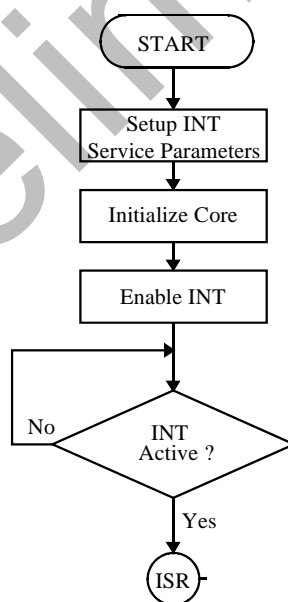 START
Setup INT
Service Parameters
Initialize Core
Enable INT
No
INT
Active ?
Yes
ISR